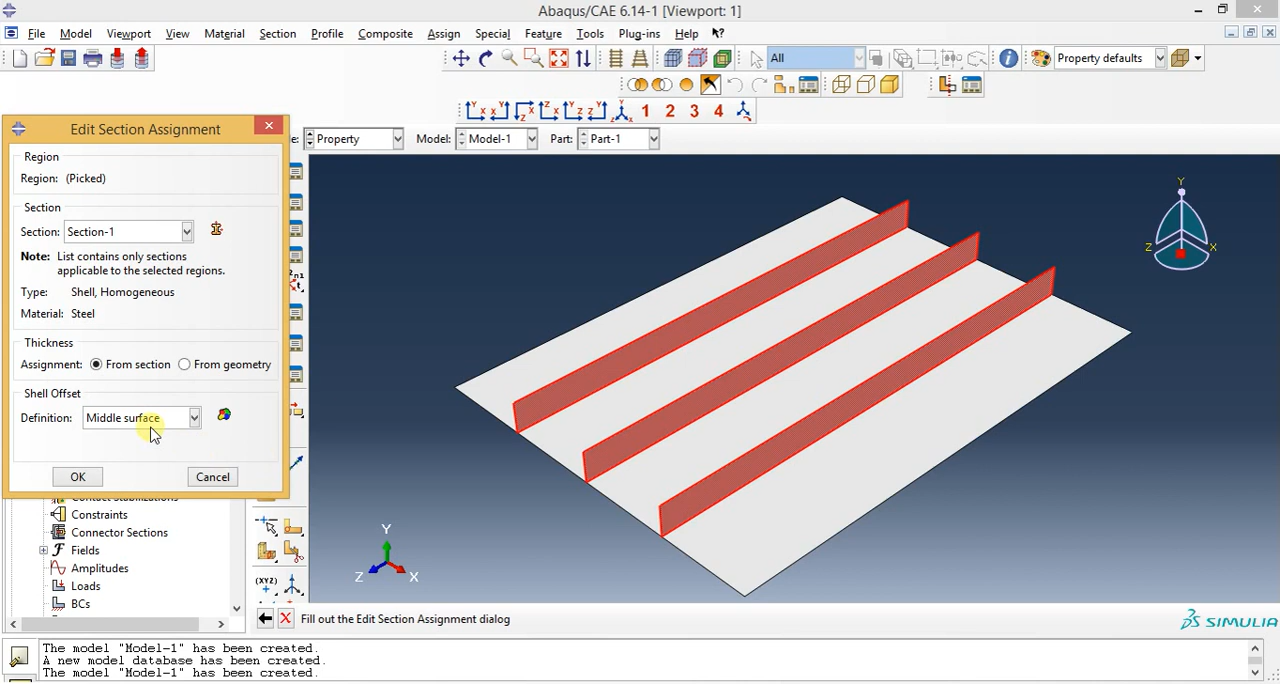 Abaqus/CAE 6.14-1 [Viewport: 1]
File Model Viewport View Material Section Profile Composite Assign Special Feature Tools Plug-ins Help
All
Property defaults
1 2 3 4
Edit Section Assignment
Property Model: Model-1 Part: Part-1
Region
Region: (Picked)
Section
Section: Section-1
Note: List contains only sections
applicable to the selected regions.
Type: Shell, Homogeneous
Material: Steel
Thickness
Assignment: From section From geometry
Shell Offset
Definition: Middle surface
OK Cancel
Constraints
Connector Sections
Fields
Amplitudes
Loads
BCs
Y
Z X
Y
Z X
(XYZ)
Fill out the Edit Section Assignment dialog
SIMULIA
The model "Model-1" has been created.
A new model database has been created.
The model "Model-1" has been created.